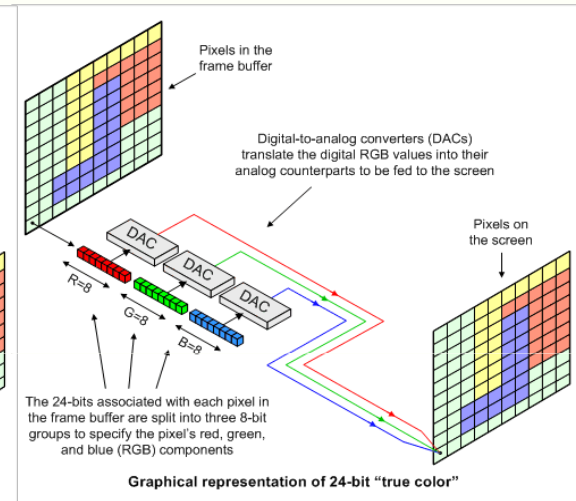 Pixels in the
frame buffer
Digital-to-analog converters (DACs)
translate the digital RGB values into their
analog counterparts to be fed to the screen
Pixels on
the screen
DAC
DAC
DAC
R=8
G=8
B=8
The 24-bits associated with each pixel in
the frame buffer are split into three 8-bit
groups to specify the pixel's red, green,
and blue (RGB) components
Graphical representation of 24-bit “true color”